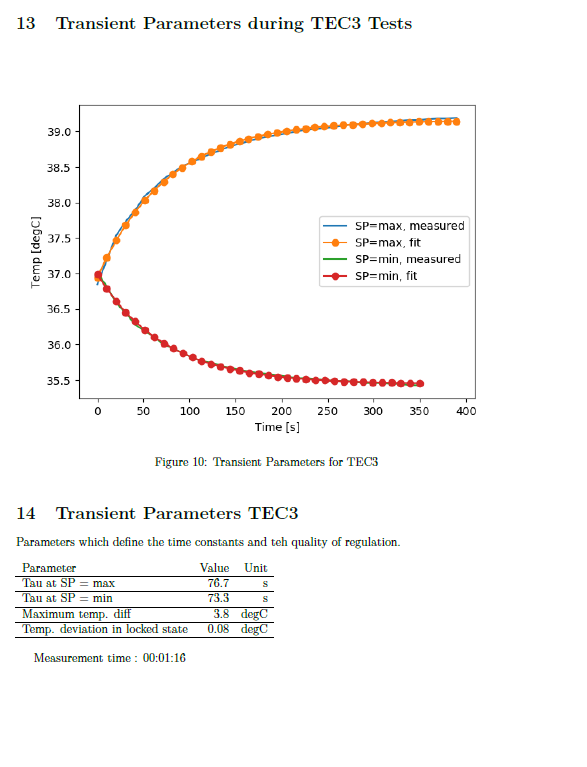 13 Transient Parameters during TEC3 Tests
39.0
38.5
38.0
37.5
37.0
36.5
36.0
35.5
Temp [degC]
SP=max, measured
SP=max, fit
SP=min, measured
SP=min, fit
0 50 100 150 200 250 300 350 400
Time [s]
Figure 10: Transient Parameters for TEC3
14 Transient Parameters TEC3
Parameters which define the time constants and teh quality of regulation.
Parameter Value Unit
Tau at SP = max 76.7 s
Tau at SP = min 73.3 s
Maximum temp. diff 3.8 degC
Temp. deviation in locked state 0.08 degC
Measurement time : 00:01:16